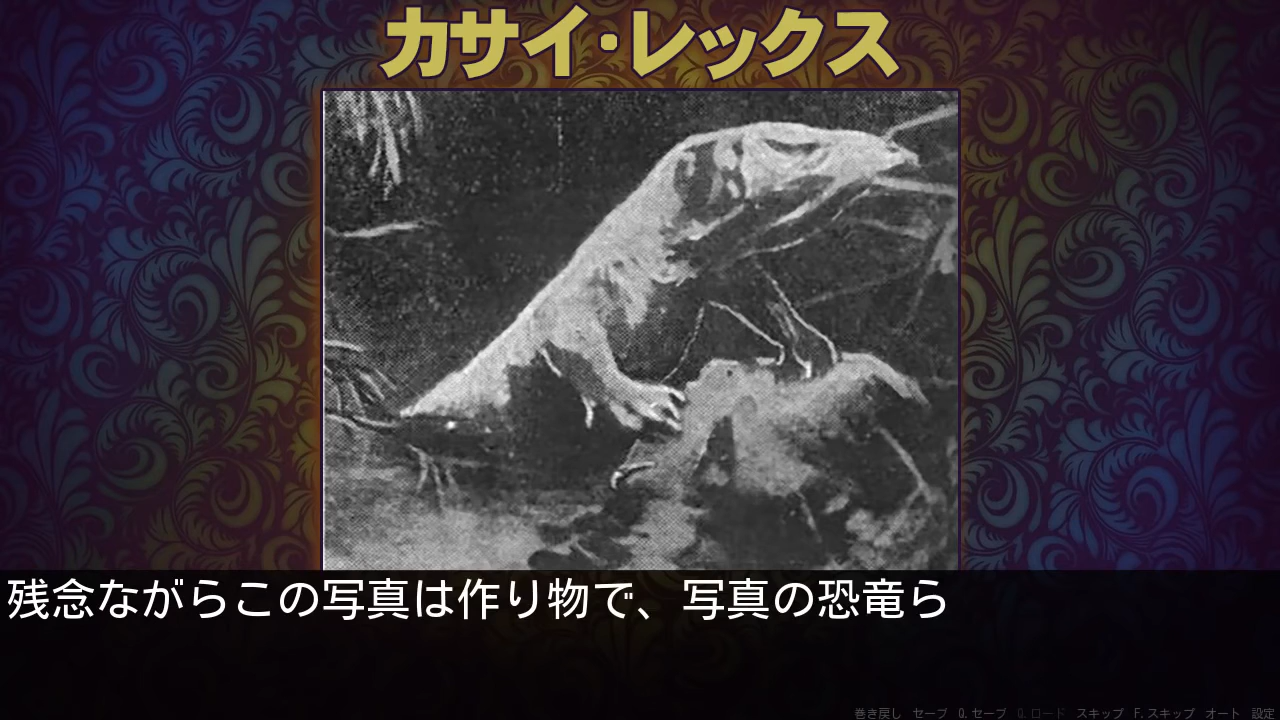 カサイ・レックス
残念ながらこの写真は作り物で、写真の恐竜ら
巻き戻し セーブ Q.セーブ Q.ロード スキップ F.スキップ オート 設定